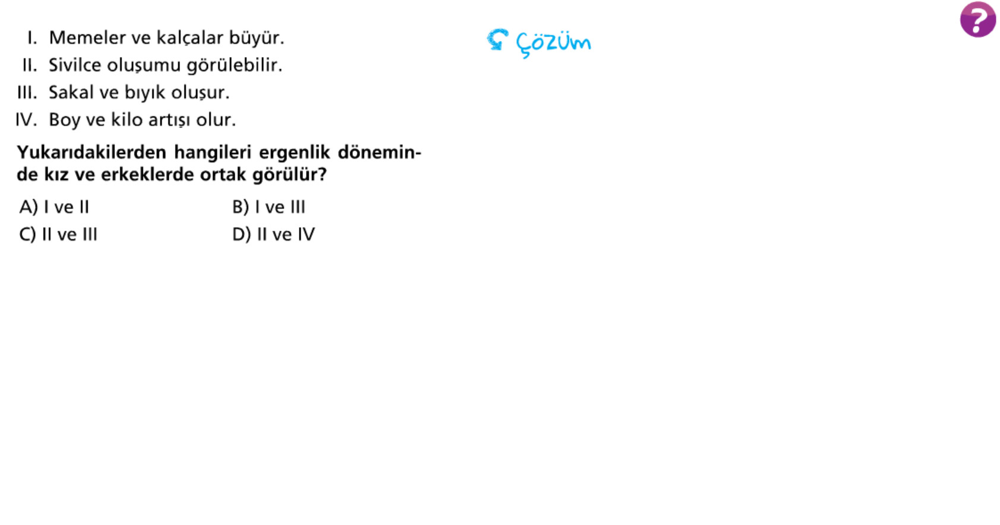 I. Memeler ve kalçalar büyür.
II. Sivilce oluşumu görülebilir.
III. Sakal ve bıyık oluşur.
IV. Boy ve kilo artışı olur.
Yukarıdakilerden hangileri ergenlik dönemin-
de kız ve erkeklerde ortak görülür?
A) I ve II B) I ve III
C) II ve III D) II ve IV
Çözüm
?